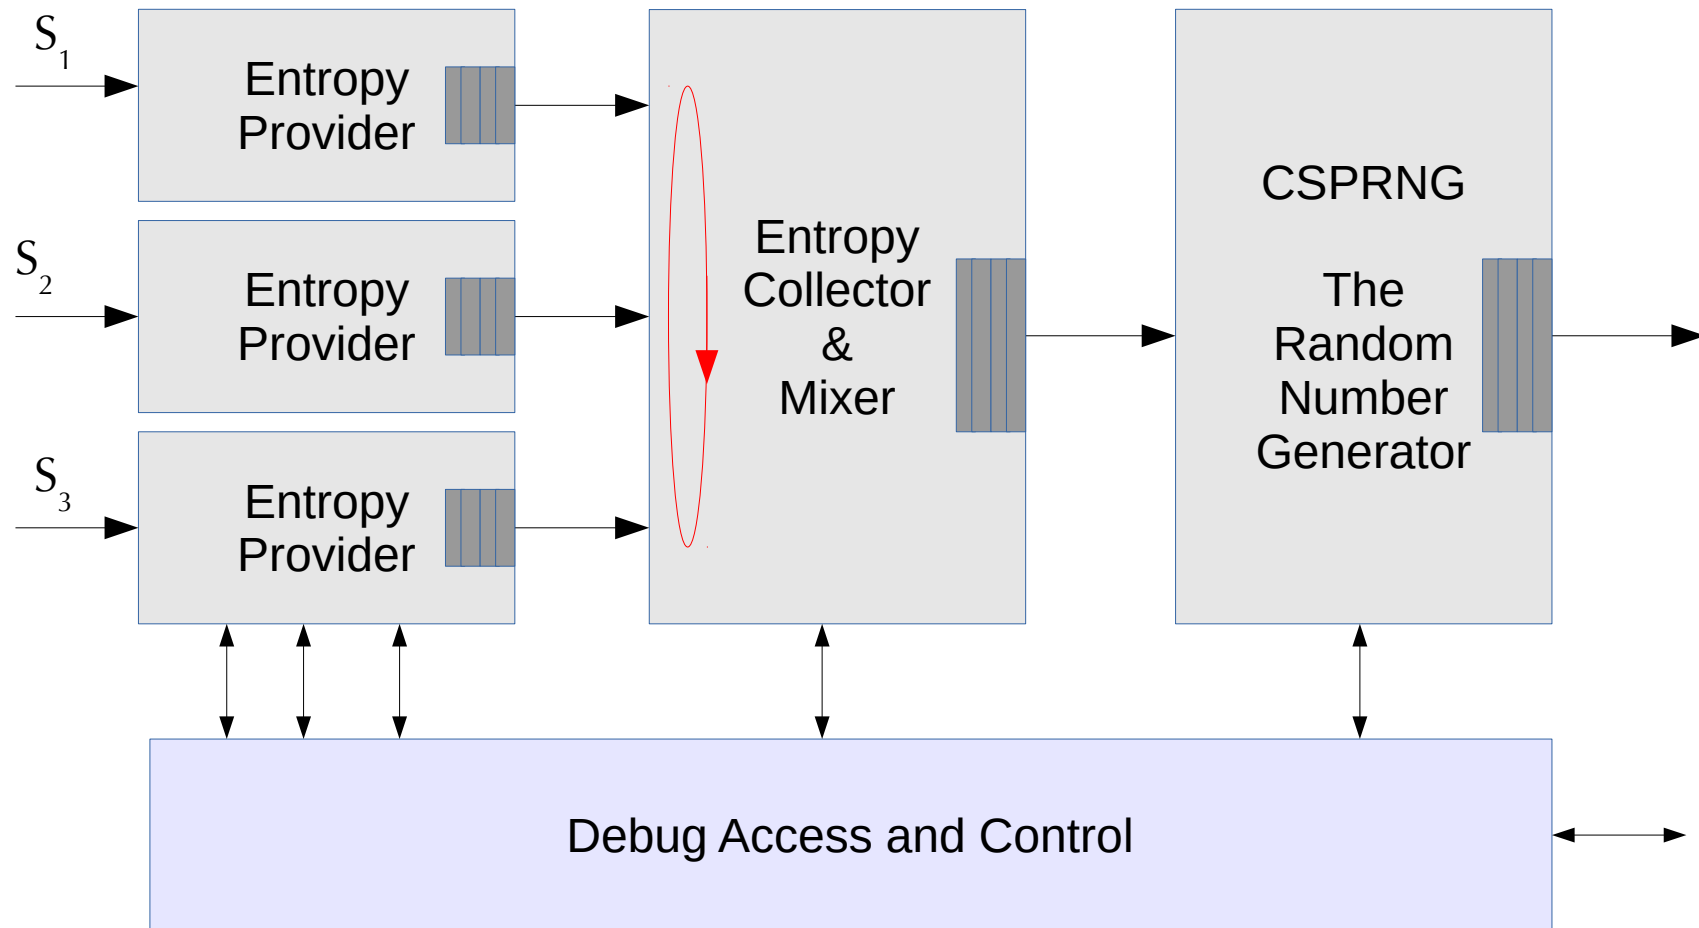 S1
Entropy
Provider
S2
Entropy
Provider
S3
Entropy
Provider
Entropy
Collector
&
Mixer
CSPRNG
The
Random
Number
Generator
Debug Access and Control